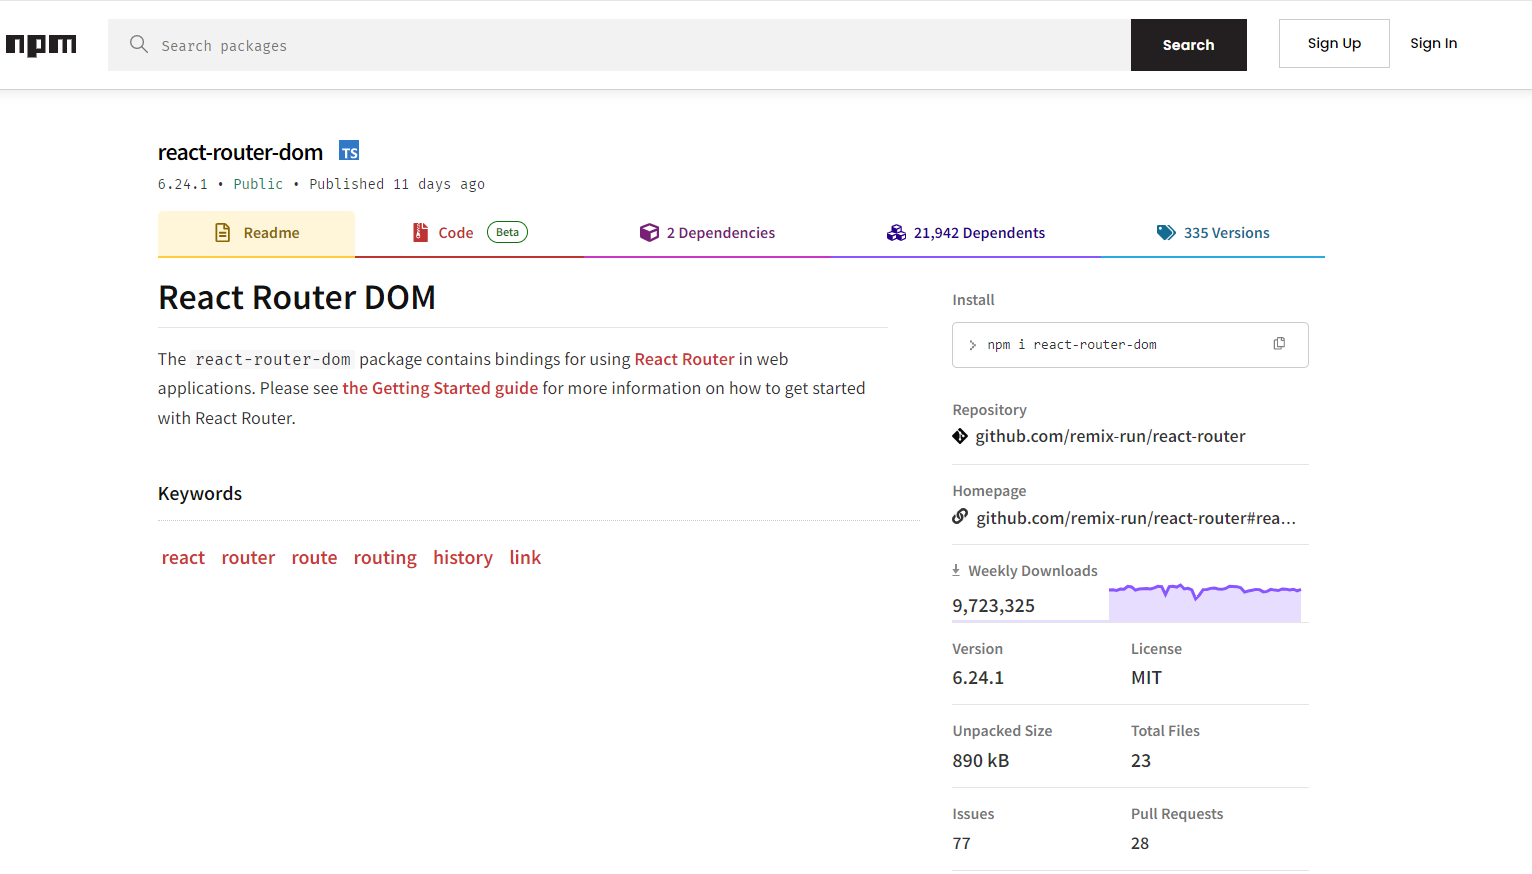 npm
Search packages
Search
Sign Up
Sign In
react-router-dom TS
6.24.1 • Public • Published 11 days ago
Readme
Code Beta
2 Dependencies
21,942 Dependents
335 Versions
React Router DOM
The react-router-dom package contains bindings for using React Router in web
applications. Please see the Getting Started guide for more information on how to get started
with React Router.
Keywords
react router route routing history link
Install
> npm i react-router-dom
Repository
github.com/remix-run/react-router
Homepage
github.com/remix-run/react-router#rea...
Weekly Downloads
9,723,325
Version
6.24.1
License
MIT
Unpacked Size
890 kB
Total Files
23
Issues
77
Pull Requests
28